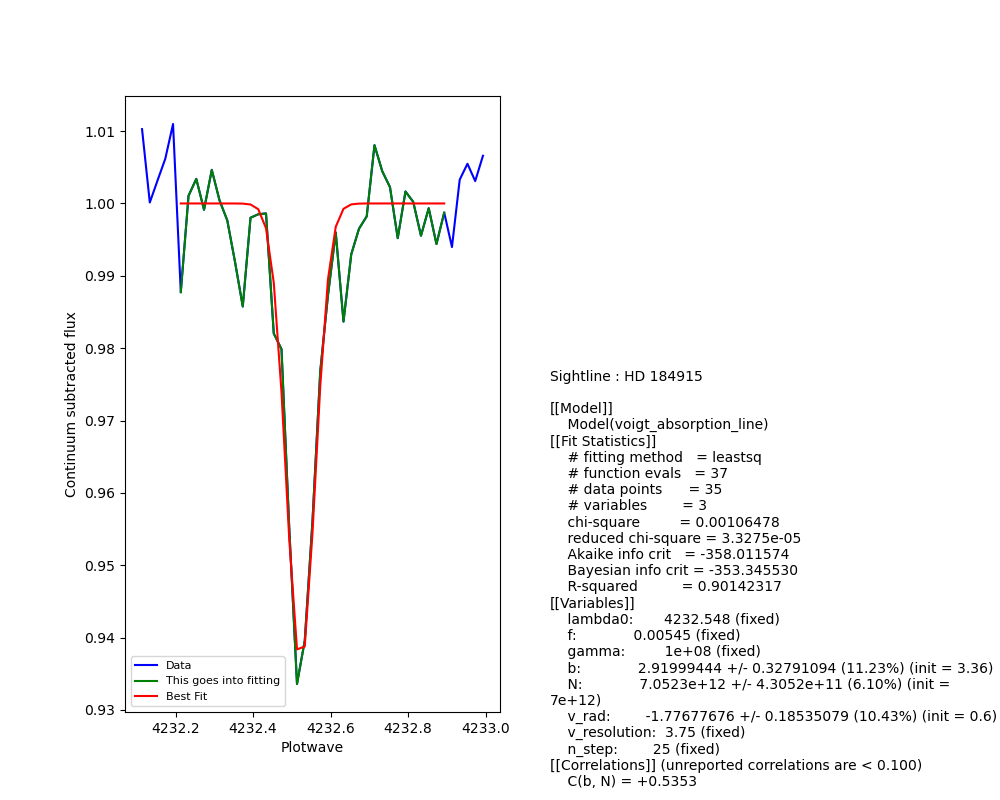 1.01
1.00
0.99
0.98
0.97
0.96
0.95
0.94
0.93
Continuum subtracted flux
Data
This goes into fitting
Best Fit
4232.2 4232.4 4232.6 4232.8 4233.0
Plotwave
Sightline : HD 184915
[[Model]]
Model(voigt_absorption_line)
[[Fit Statistics]]
# fitting method = leastsq
# function evals = 37
# data points = 35
# variables = 3
chi-square = 0.00106478
reduced chi-square = 3.3275e-05
Akaike info crit = -358.011574
Bayesian info crit = -353.345530
R-squared = 0.90142317
[[Variables]]
lambda0: 4232.548 (fixed)
f: 0.00545 (fixed)
gamma: 1e+08 (fixed)
b: 2.91999444 +/- 0.32791094 (11.23%) (init = 3.36)
N: 7.0523e+12 +/- 4.3052e+11 (6.10%) (init =
7e+12)
v_rad: -1.77677676 +/- 0.18535079 (10.43%) (init = 0.6)
v_resolution: 3.75 (fixed)
n_step: 25 (fixed)
[[Correlations]] (unreported correlations are < 0.100)
C(b, N) = +0.5353